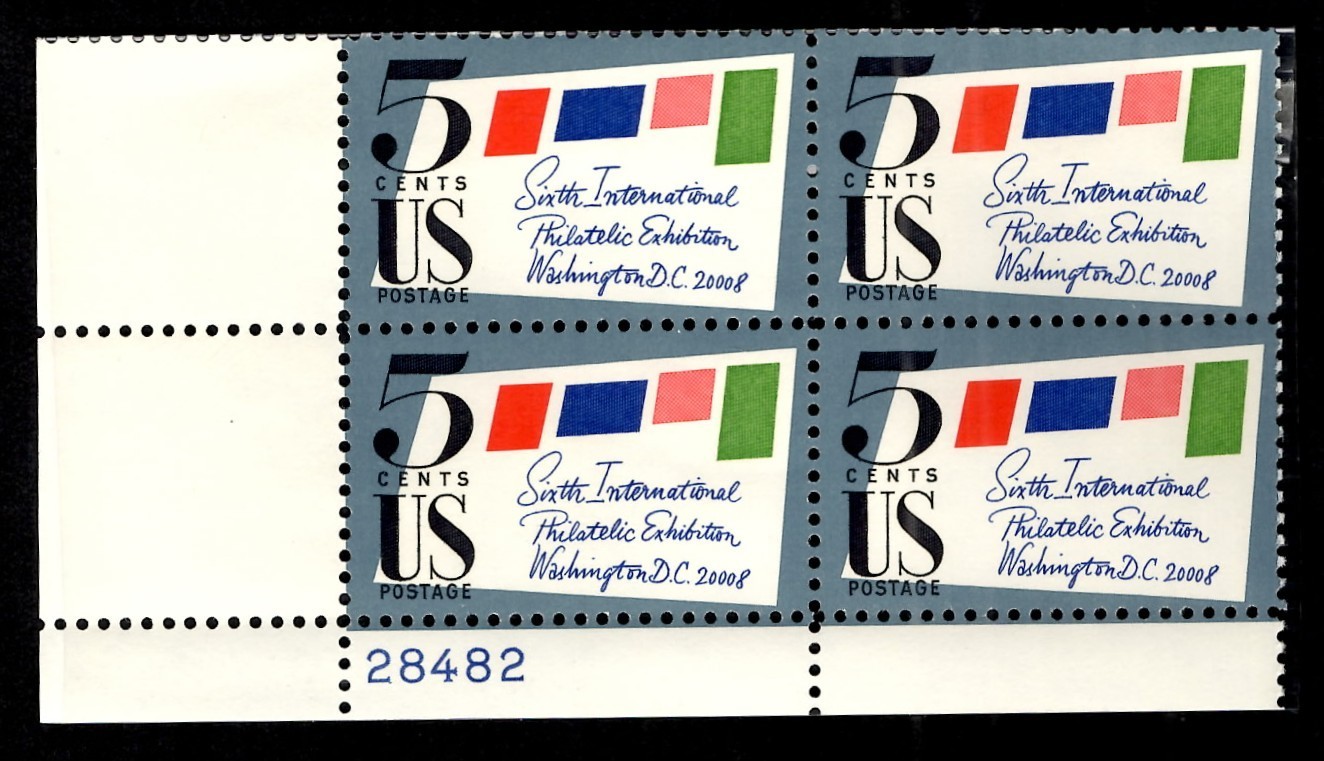 5
CENTS
US
POSTAGE
Sixth International
Philatelic Exhibition
Washington D.C. 20008
5
CENTS
US
POSTAGE
Sixth International
Philatelic Exhibition
Washington D.C. 20008
5
CENTS
US
POSTAGE
Sixth International
Philatelic Exhibition
Washington D.C. 20008
5
CENTS
US
POSTAGE
Sixth International
Philatelic Exhibition
Washington D.C. 20008
28482